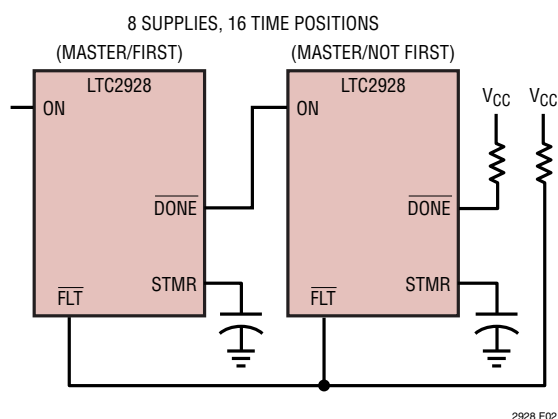 8 SUPPLIES, 16 TIME POSITIONS
(MASTER/FIRST) (MASTER/NOT FIRST)
LTC2928 LTC2928
VCC VCC
ON ON
DONE DONE
STMR STMR
FLT FLT
2928 F02